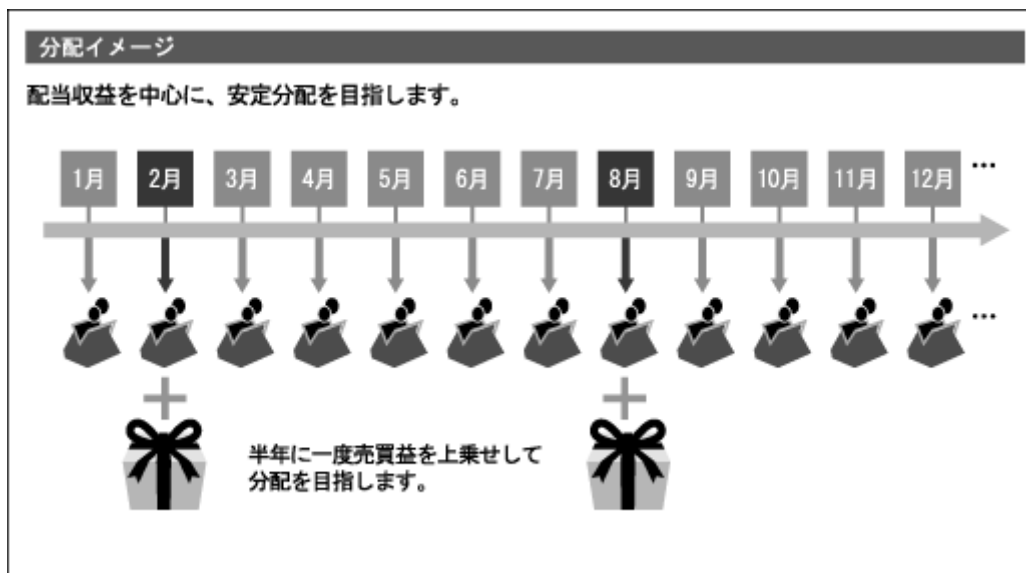 分配イメージ
配当収益を中心に、安定分配を目指します。
1月 2月 3月 4月 5月 6月 7月 8月 9月 10月 11月 12月 …
…
半年に一度売買益を上乗せして
分配を目指します。